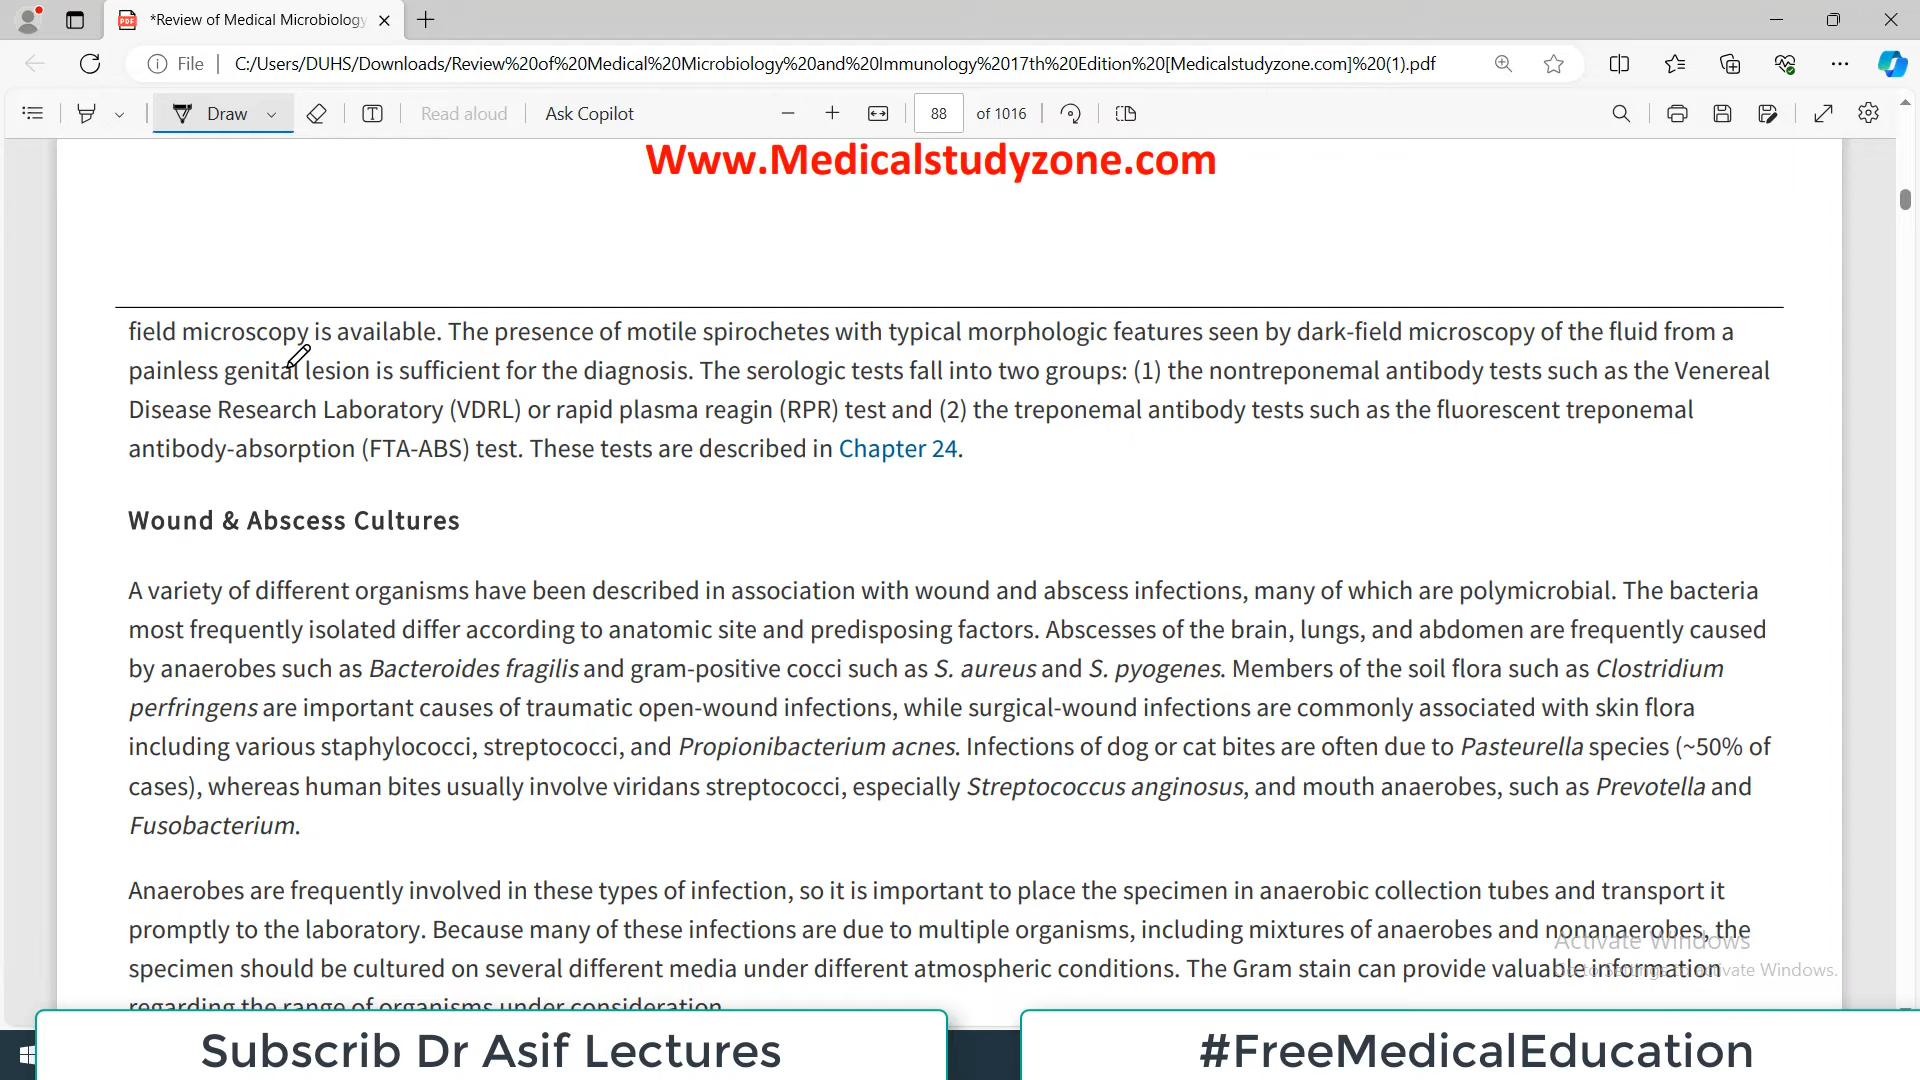 *Review of Medical Microbiology
File
C:/Users/DUHS/Downloads/Review%20of%20Medical%20Microbiology%20and%20Immunology%2017th%20Edition%20[Medicalstudyzone.com]%20(1).pdf
Draw
Read aloud
Ask Copilot
88
of 1016
Www.Medicalstudyzone.com
field microscopy is available. The presence of motile spirochetes with typical morphologic features seen by dark-field microscopy of the fluid from a
painless genital lesion is sufficient for the diagnosis. The serologic tests fall into two groups: (1) the nontreponemal antibody tests such as the Venereal
Disease Research Laboratory (VDRL) or rapid plasma reagin (RPR) test and (2) the treponemal antibody tests such as the fluorescent treponemal
antibody-absorption (FTA-ABS) test. These tests are described in Chapter 24.
Wound & Abscess Cultures
A variety of different organisms have been described in association with wound and abscess infections, many of which are polymicrobial. The bacteria
most frequently isolated differ according to anatomic site and predisposing factors. Abscesses of the brain, lungs, and abdomen are frequently caused
by anaerobes such as Bacteroides fragilis and gram-positive cocci such as S. aureus and S. pyogenes. Members of the soil flora such as Clostridium
perfringens are important causes of traumatic open-wound infections, while surgical-wound infections are commonly associated with skin flora
including various staphylococci, streptococci, and Propionibacterium acnes. Infections of dog or cat bites are often due to Pasteurella species (~50% of
cases), whereas human bites usually involve viridans streptococci, especially Streptococcus anginosus, and mouth anaerobes, such as Prevotella and
Fusobacterium.
Anaerobes are frequently involved in these types of infection, so it is important to place the specimen in anaerobic collection tubes and transport it
promptly to the laboratory. Because many of these infections are due to multiple organisms, including mixtures of anaerobes and nonanaerobes, the
specimen should be cultured on several different media under different atmospheric conditions. The Gram stain can provide valuable information
regarding the range of organisms under consideration.
Activate Windows
Go to Settings to activate Windows.
Subscrib Dr Asif Lectures
#FreeMedicalEducation